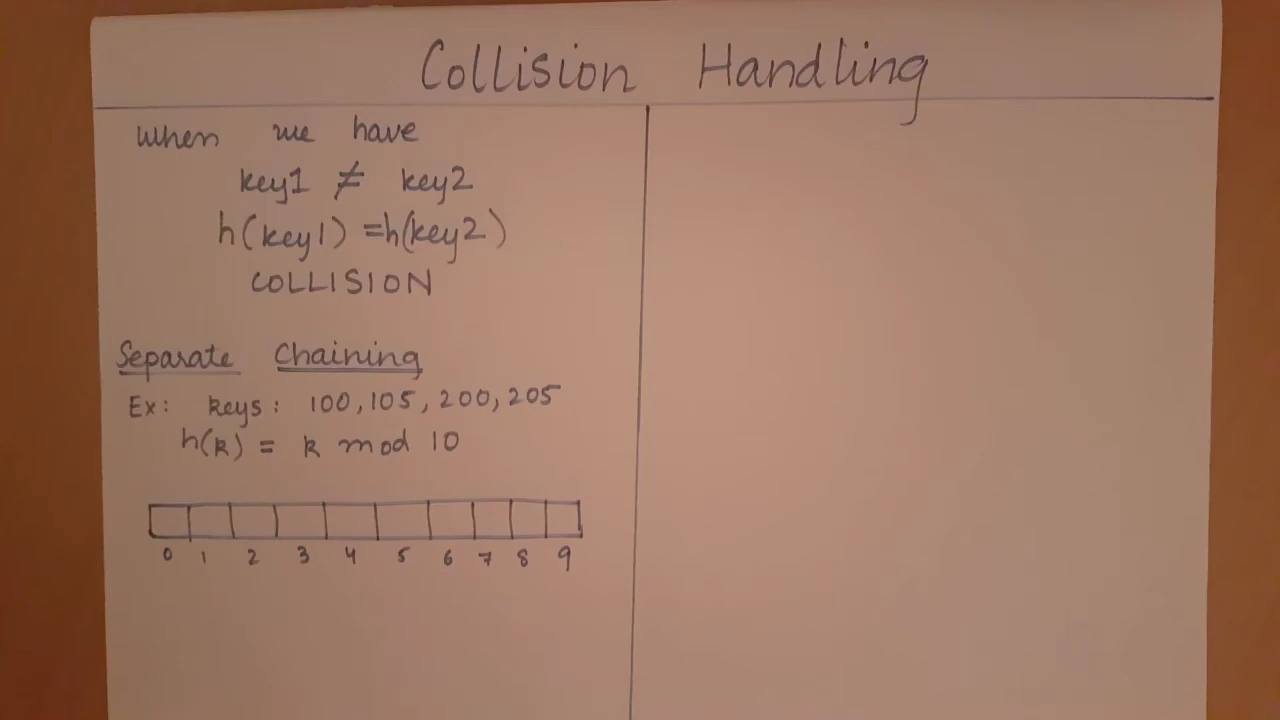 Collision Handling
When we have
key1 ≠ key2
h(key1) = h(key2)
COLLISION
Separate Chaining
Ex: keys: 100, 105, 200, 205
h(k) = k mod 10
0 1 2 3 4 5 6 7 8 9